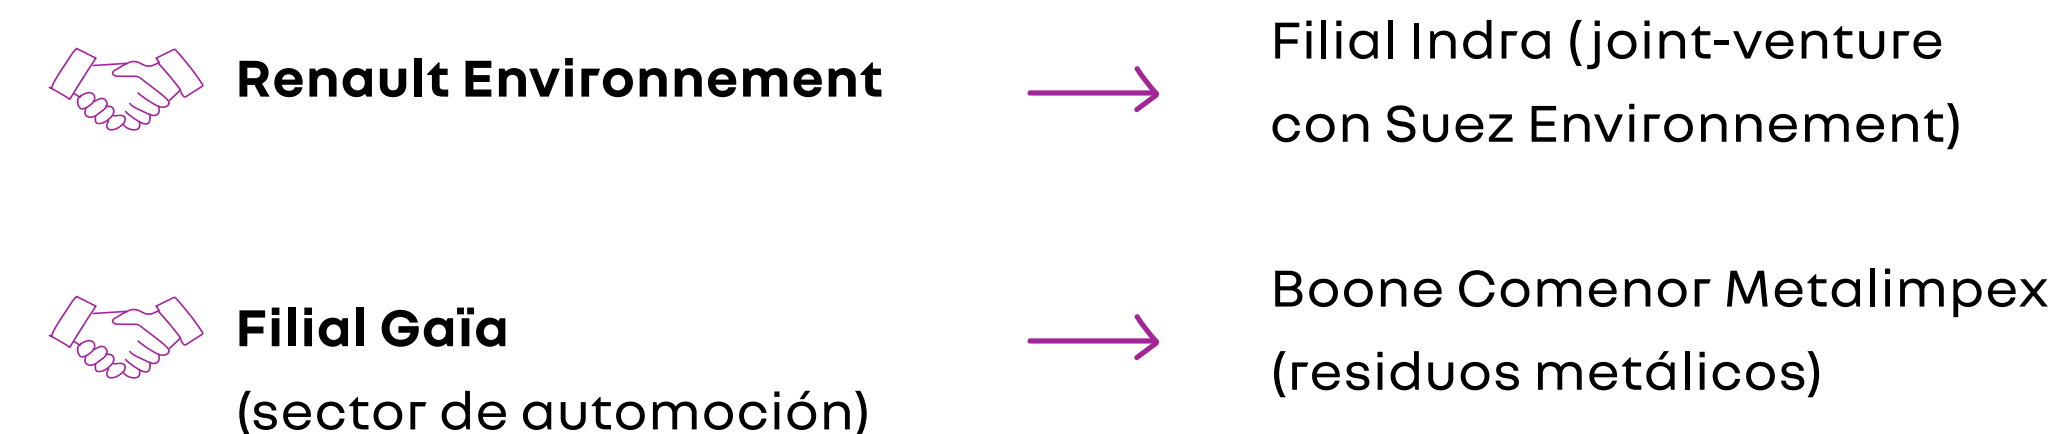 Renault Environnement
Filial Indra (joint-venture
con Suez Environnement)
Filial Gaïa
(sector de automoción)
Boone Comenor Metalimpex
(residuos metálicos)